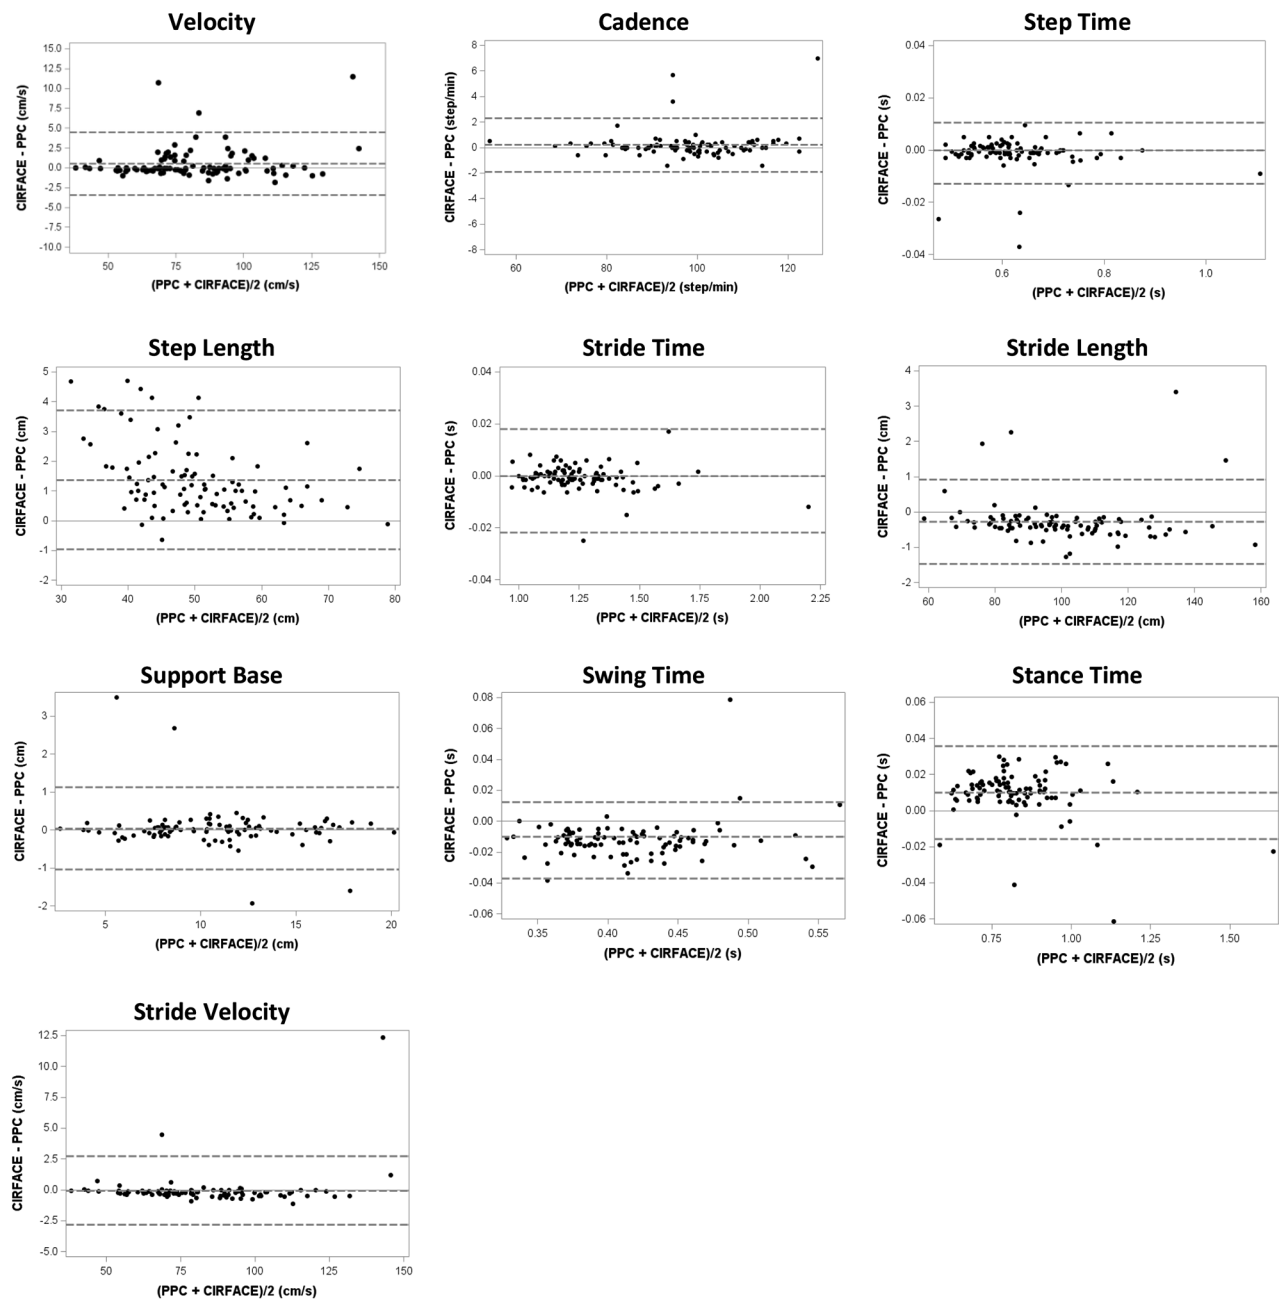 Velocity
15.0
12.5
10.0
7.5
5.0
2.5
0.0
-2.5
-5.0
-7.5
-10.0
CIRFACE - PPC (cm/s)
50 75 100 125 150
(PPC + CIRFACE)/2 (cm/s)
Cadence
8
6
4
2
0
-2
-4
-6
-8
CIRFACE - PPC (step/min)
60 80 100 120
(PPC + CIRFACE)/2 (step/min)
Step Time
0.04
0.02
0.00
-0.02
-0.04
CIRFACE - PPC (s)
0.6 0.8 1.0
(PPC + CIRFACE)/2 (s)
Step Length
5
4
3
2
1
0
-1
-2
CIRFACE - PPC (cm)
30 40 50 60 70 80
(PPC + CIRFACE)/2 (cm)
Stride Time
0.04
0.02
0.00
-0.02
-0.04
CIRFACE - PPC (s)
1.00 1.25 1.50 1.75 2.00 2.25
(PPC + CIRFACE)/2 (s)
Stride Length
4
3
2
1
0
-1
-2
CIRFACE - PPC (cm)
60 80 100 120 140 160
(PPC + CIRFACE)/2 (cm)
Support Base
3
2
1
0
-1
-2
CIRFACE - PPC (cm)
5 10 15 20
(PPC + CIRFACE)/2 (cm)
Swing Time
0.08
0.06
0.04
0.02
0.00
-0.02
-0.04
-0.06
CIRFACE - PPC (s)
0.35 0.40 0.45 0.50 0.55
(PPC + CIRFACE)/2 (s)
Stance Time
0.06
0.04
0.02
0.00
-0.02
-0.04
-0.06
CIRFACE - PPC (s)
0.75 1.00 1.25 1.50
(PPC + CIRFACE)/2 (s)
Stride Velocity
12.5
10.0
7.5
5.0
2.5
0.0
-2.5
-5.0
CIRFACE - PPC (cm/s)
50 75 100 125 150
(PPC + CIRFACE)/2 (cm/s)